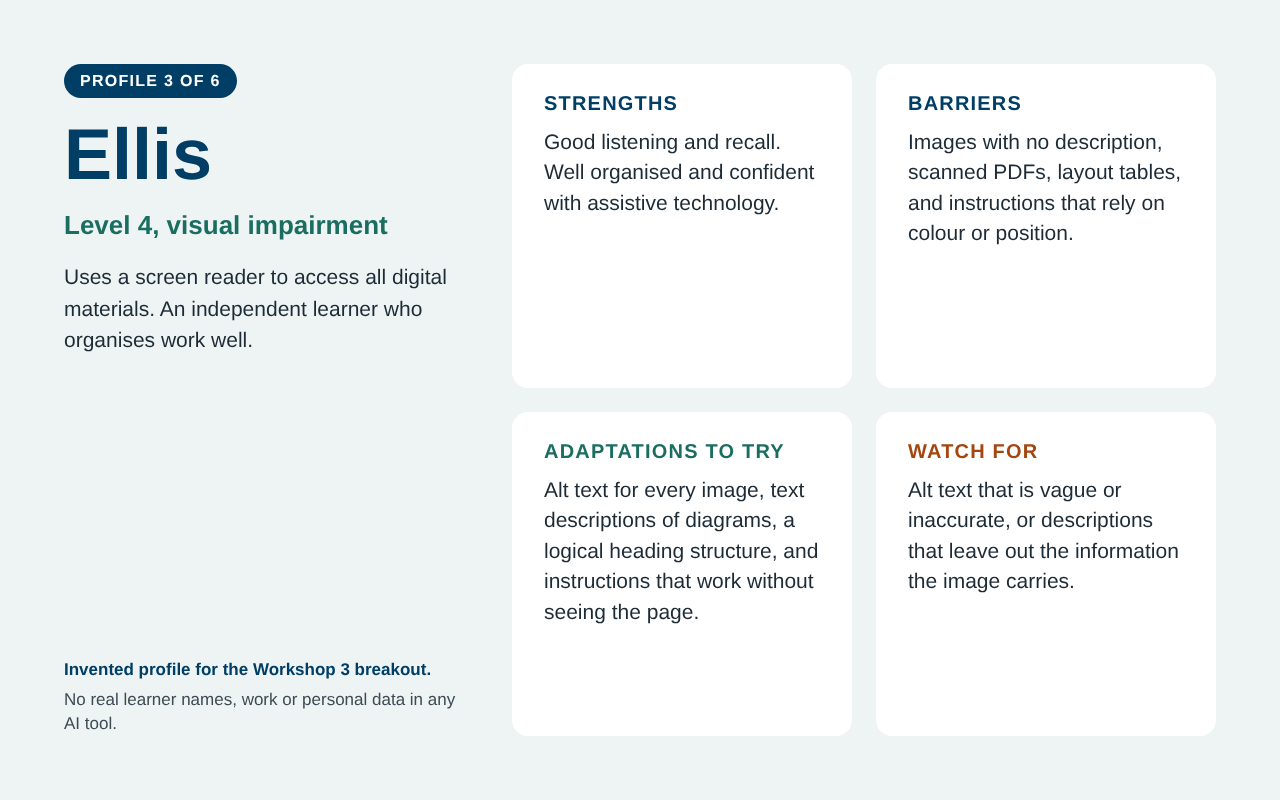 PROFILE 3 OF 6
Ellis
Level 4, visual impairment
Uses a screen reader to access all digital
materials. An independent learner who
organises work well.
Invented profile for the Workshop 3 breakout.
No real learner names, work or personal data in any
AI tool.
STRENGTHS
Good listening and recall.
Well organised and confident
with assistive technology.
BARRIERS
Images with no description,
scanned PDFs, layout tables,
and instructions that rely on
colour or position.
ADAPTATIONS TO TRY
Alt text for every image, text
descriptions of diagrams, a
logical heading structure, and
instructions that work without
seeing the page.
WATCH FOR
Alt text that is vague or
inaccurate, or descriptions
that leave out the information
the image carries.